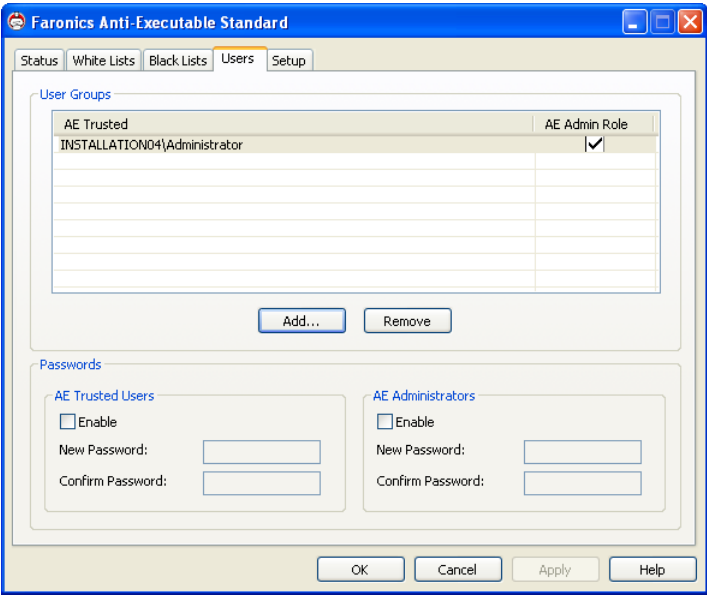 Faronics Anti-Executable Standard
Status White Lists Black Lists Users Setup
User Groups
AE Trusted AE Admin Role
INSTALLATION04\Administrator
Add... Remove
Passwords
AE Trusted Users AE Administrators
Enable Enable
New Password: New Password:
Confirm Password: Confirm Password:
OK Cancel Apply Help